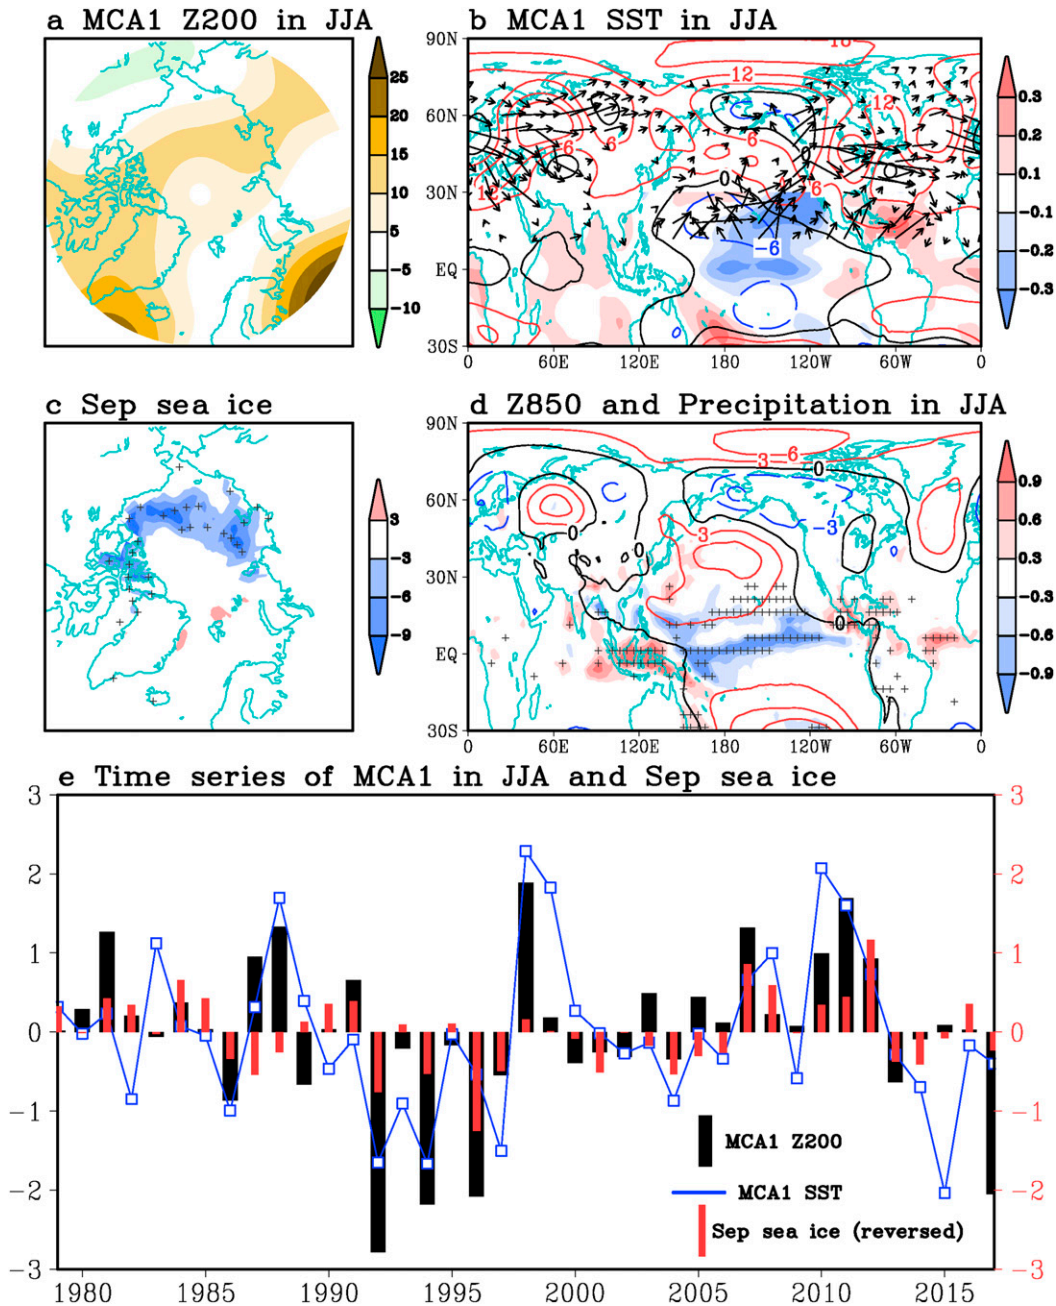 a MCA1 Z200 in JJA
25
20
15
10
5
−5
−10
b MCA1 SST in JJA
90N
60N
30N
EQ
30S
0
60E
120E
180
120W
60W
0
18
12
12
6
6
6
6
12
0
0
−6
0.3
0.2
0.1
−0.1
−0.2
−0.3
c Sep sea ice
3
−3
−6
−9
d Z850 and Precipitation in JJA
90N
60N
30N
EQ
30S
0
60E
120E
180
120W
60W
0
3
6
0
−3
3
0
0
0
0.9
0.6
0.3
−0.3
−0.6
−0.9
e Time series of MCA1 in JJA and Sep sea ice
3
2
1
0
−1
−2
−3
3
2
1
0
−1
−2
−3
MCA1 Z200
MCA1 SST
Sep sea ice (reversed)
1980
1985
1990
1995
2000
2005
2010
2015